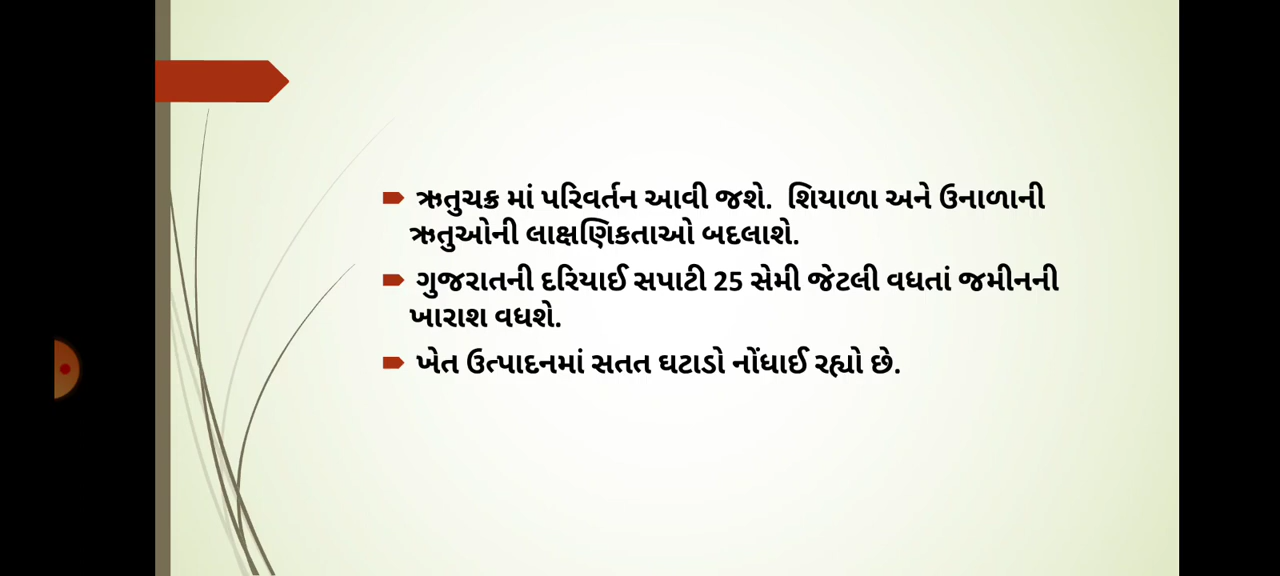 ઋતુચક્ર માં પરિવર્તન આવી જશે. શિયાળા અને ઉનાળાની
ઋતુઓની લાક્ષણિકતાઓ બદલાશે.
ગુજરાતની દરિયાઈ સપાટી 25 સેમી જેટલી વધતાં જમીનની
ખારાશ વધશે.
ખેત ઉત્પાદનમાં સતત ઘટાડો નોંધાઈ રહ્યો છે.